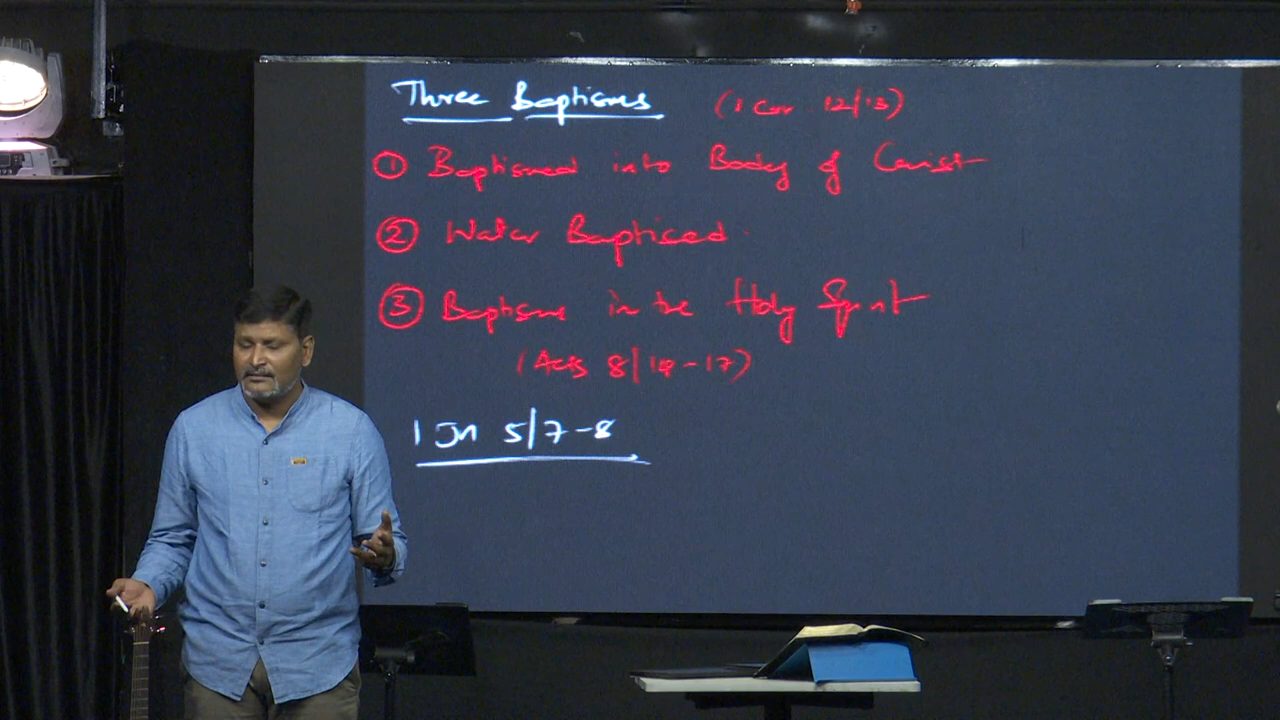 Three Baptisms (1 Cor 12/13)
① Baptised into Body of Christ
② Water Baptised
③ Baptism in the Holy Spirit
(Acts 8/14-17)
1 Jn 5/7-8